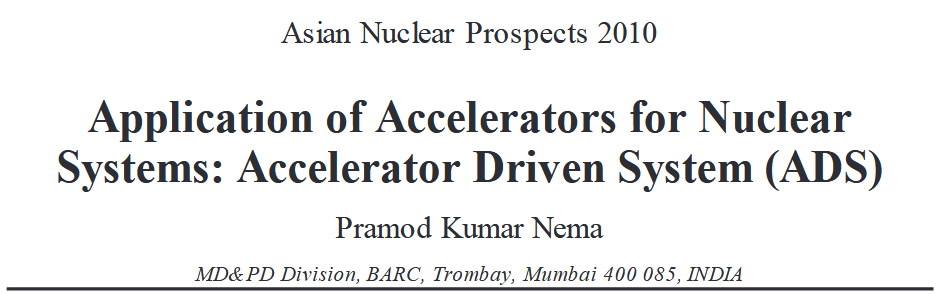 Asian Nuclear Prospects 2010
Application of Accelerators for Nuclear
Systems: Accelerator Driven System (ADS)
Pramod Kumar Nema
MD&PD Division, BARC, Trombay, Mumbai 400 085, INDIA